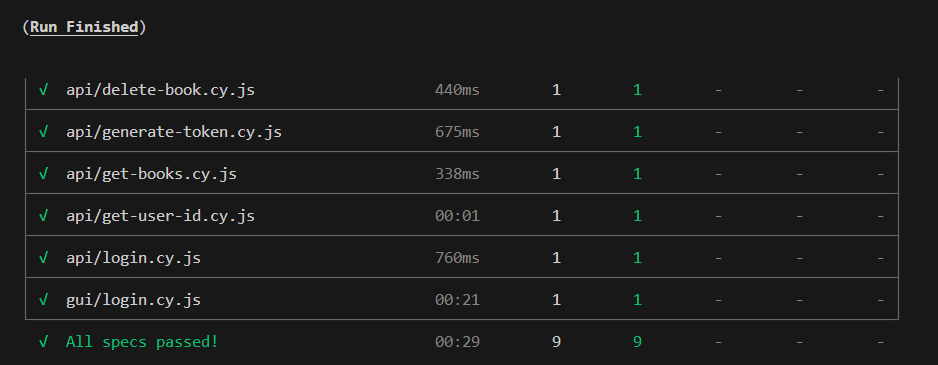 (Run Finished)
√ api/delete-book.cy.js 440ms 1 1 - - -
√ api/generate-token.cy.js 675ms 1 1 - - -
√ api/get-books.cy.js 338ms 1 1 - - -
√ api/get-user-id.cy.js 00:01 1 1 - - -
√ api/login.cy.js 760ms 1 1 - - -
√ gui/login.cy.js 00:21 1 1 - - -
√ All specs passed! 00:29 9 9 - - -